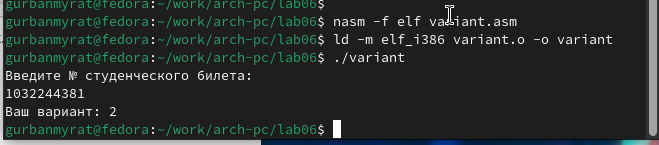 gurbanmyrat@fedora:~/work/arch-pc/lab06$
gurbanmyrat@fedora:~/work/arch-pc/lab06$ nasm -f elf variant.asm
gurbanmyrat@fedora:~/work/arch-pc/lab06$ ld -m elf_i386 variant.o -o variant
gurbanmyrat@fedora:~/work/arch-pc/lab06$ ./variant
Введите № студенческого билета:
1032244381
Ваш вариант: 2
gurbanmyrat@fedora:~/work/arch-pc/lab06$